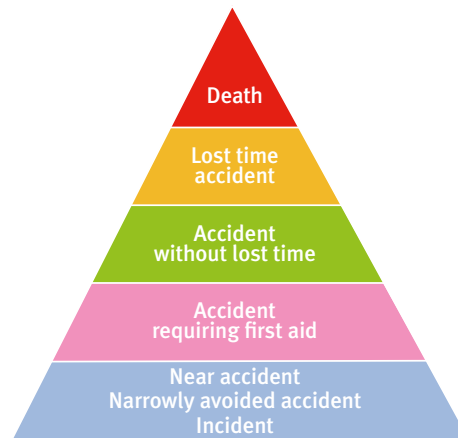 Death
Lost time
accident
Accident
without lost time
Accident
requiring first aid
Near accident
Narrowly avoided accident
Incident